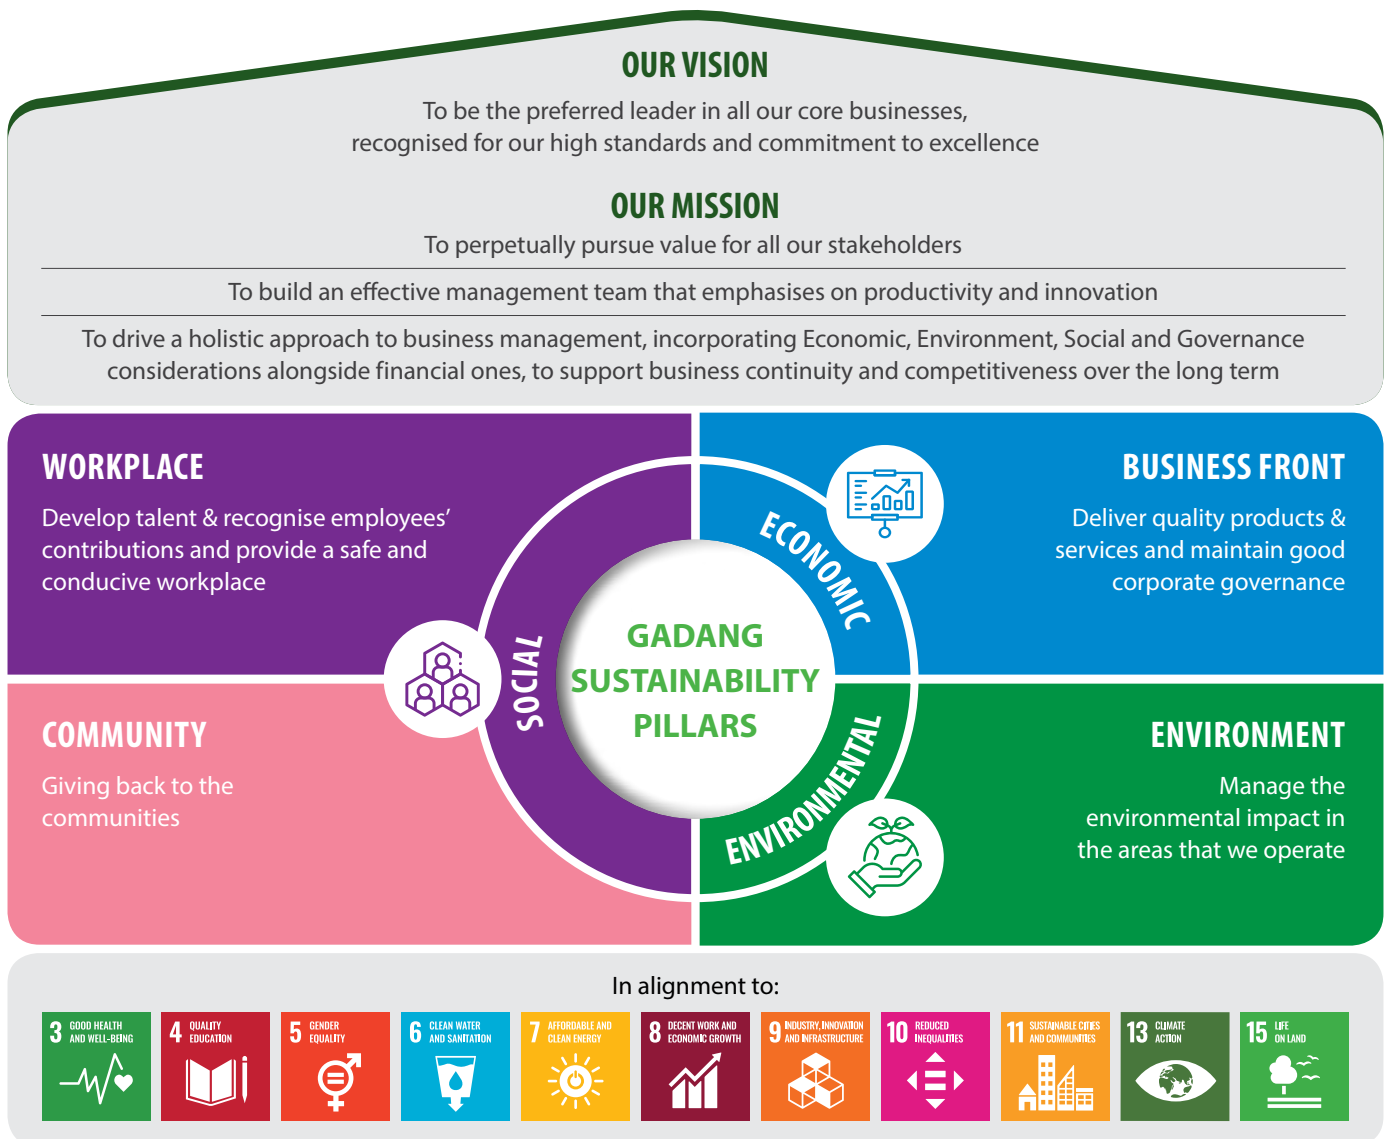 OUR VISION
To be the preferred leader in all our core businesses,
recognised for our high standards and commitment to excellence
OUR MISSION
To perpetually pursue value for all our stakeholders
To build an effective management team that emphasises on productivity and innovation
To drive a holistic approach to business management, incorporating Economic, Environment, Social and Governance
considerations alongside financial ones, to support business continuity and competitiveness over the long term
WORKPLACE
Develop talent & recognise employees’
contributions and provide a safe and
conducive workplace
BUSINESS FRONT
Deliver quality products &
services and maintain good
corporate governance
SOCIAL
ECONOMIC
ENVIRONMENTAL
GADANG
SUSTAINABILITY
PILLARS
COMMUNITY
Giving back to the
communities
ENVIRONMENT
Manage the
environmental impact in
the areas that we operate
In alignment to:
3 GOOD HEALTH
AND WELL-BEING
4 QUALITY
EDUCATION
5 GENDER
EQUALITY
6 CLEAN WATER
AND SANITATION
7 AFFORDABLE AND
CLEAN ENERGY
8 DECENT WORK AND
ECONOMIC GROWTH
9 INDUSTRY, INNOVATION
AND INFRASTRUCTURE
10 REDUCED
INEQUALITIES
11 SUSTAINABLE CITIES
AND COMMUNITIES
13 CLIMATE
ACTION
15 LIFE
ON LAND